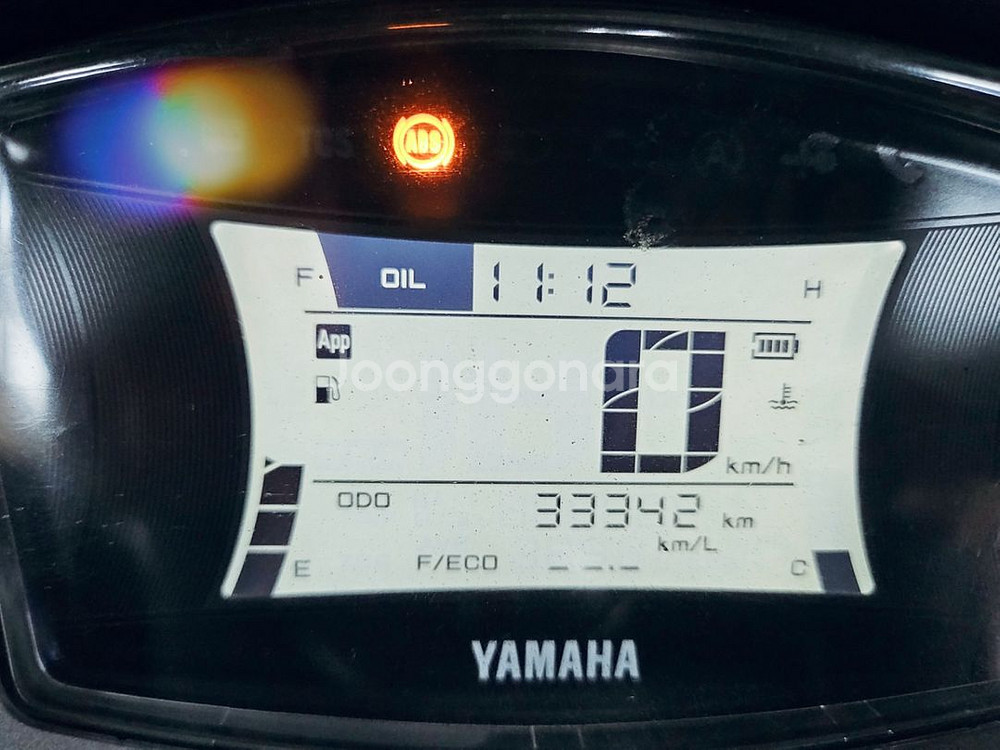 ABS
F OIL 11:12 H
App
Joonggonara
0 km/h
ODO 33342 km
km/L
E F/ECO --.- C
YAMAHA